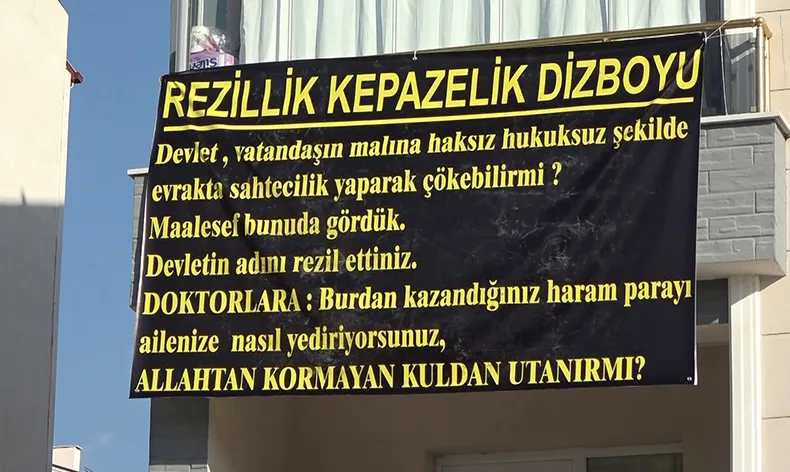 REZİLLİK KEPAZELİK DİZBOYU
Devlet , vatandaşın malına haksız hukuksuz şekilde
evrakta sahtecilik yaparak çökebilirmi ?
Maalesef bunuda gördük.
Devletin adını rezil ettiniz.
DOKTORLARA : Burdan kazandığınız haram parayı
ailenize nasıl yediriyorsunuz,
ALLAHTAN KORMAYAN KULDAN UTANIRMI?